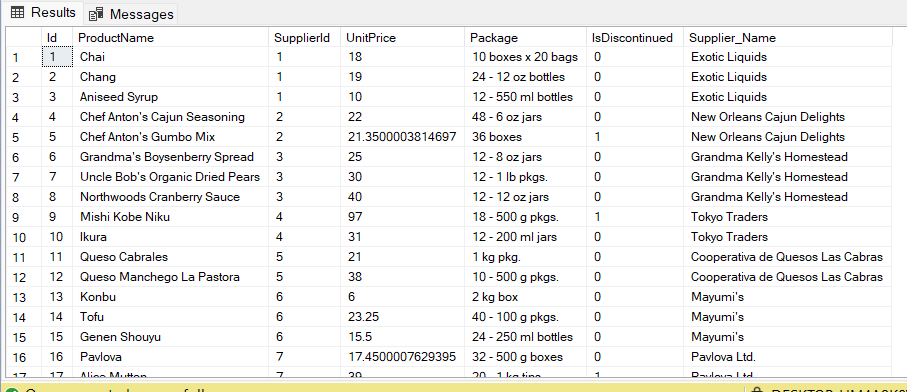 Results Messages
Id ProductName SupplierId UnitPrice Package IsDiscontinued Supplier_Name
1 1 Chai 1 18 10 boxes x 20 bags 0 Exotic Liquids
2 2 Chang 1 19 24 - 12 oz bottles 0 Exotic Liquids
3 3 Aniseed Syrup 1 10 12 - 550 ml bottles 0 Exotic Liquids
4 4 Chef Anton's Cajun Seasoning 2 22 48 - 6 oz jars 0 New Orleans Cajun Delights
5 5 Chef Anton's Gumbo Mix 2 21.3500003814697 36 boxes 1 New Orleans Cajun Delights
6 6 Grandma's Boysenberry Spread 3 25 12 - 8 oz jars 0 Grandma Kelly's Homestead
7 7 Uncle Bob's Organic Dried Pears 3 30 12 - 1 lb pkgs. 0 Grandma Kelly's Homestead
8 8 Northwoods Cranberry Sauce 3 40 12 - 12 oz jars 0 Grandma Kelly's Homestead
9 9 Mishi Kobe Niku 4 97 18 - 500 g pkgs. 1 Tokyo Traders
10 10 Ikura 4 31 12 - 200 ml jars 0 Tokyo Traders
11 11 Queso Cabrales 5 21 1 kg pkg. 0 Cooperativa de Quesos Las Cabras
12 12 Queso Manchego La Pastora 5 38 10 - 500 g pkgs. 0 Cooperativa de Quesos Las Cabras
13 13 Konbu 6 6 2 kg box 0 Mayumi's
14 14 Tofu 6 23.25 40 - 100 g pkgs. 0 Mayumi's
15 15 Genen Shouyu 6 15.5 24 - 250 ml bottles 0 Mayumi's
16 16 Pavlova 7 17.4500007629395 32 - 500 g boxes 0 Pavlova Ltd.
17 17 Alice Mutton 7 39 20 - 1 kg tins 1 Pavlova Ltd.